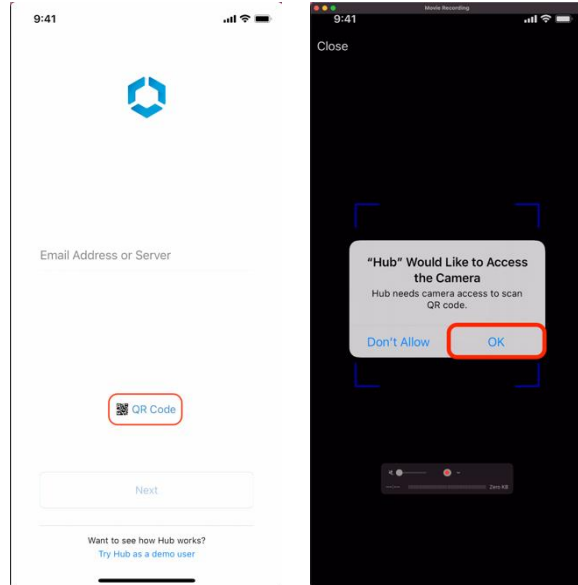 9:41
Email Address or Server
QR Code
Next
Want to see how Hub works?
Try Hub as a demo user
Movie Recording
9:41
Close
“Hub” Would Like to Access
the Camera
Hub needs camera access to scan
QR code.
Don't Allow
OK
--:--
Zero KB